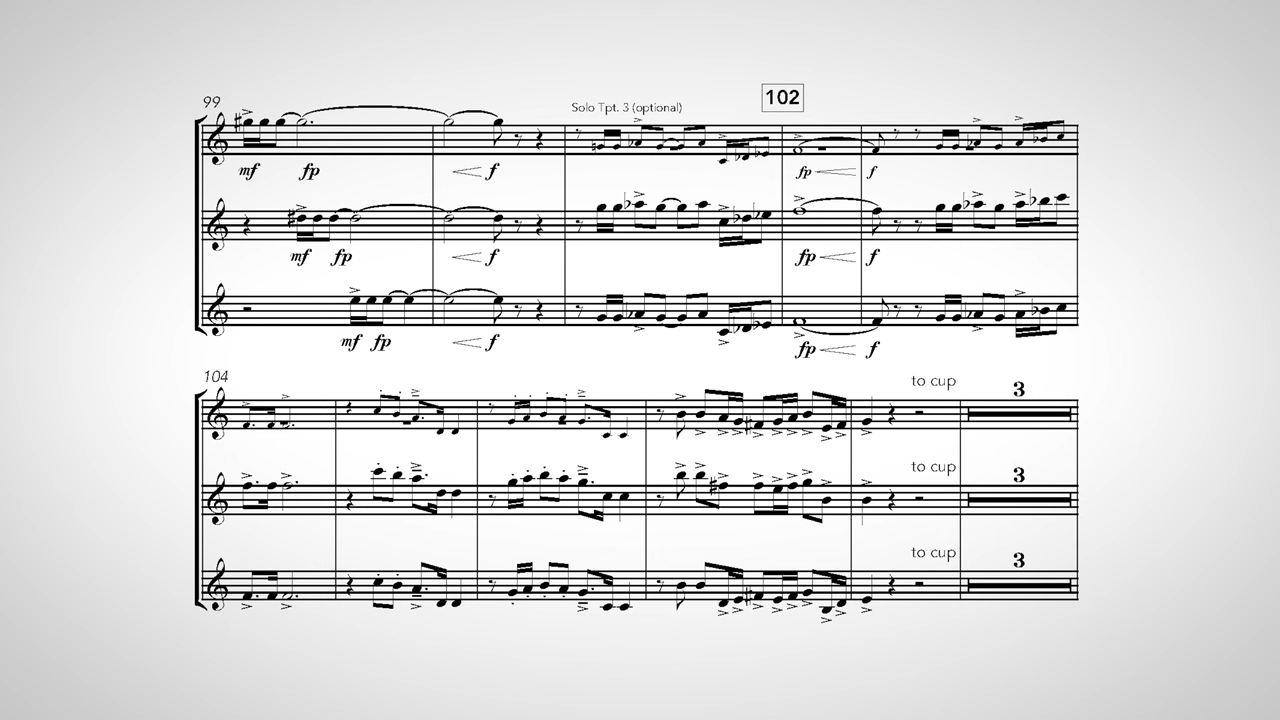 99
Solo Tpt. 3 (optional)
102
mf fp f fp f
mf fp f fp f
mf fp f fp f
104
to cup
3
to cup
3
to cup
3